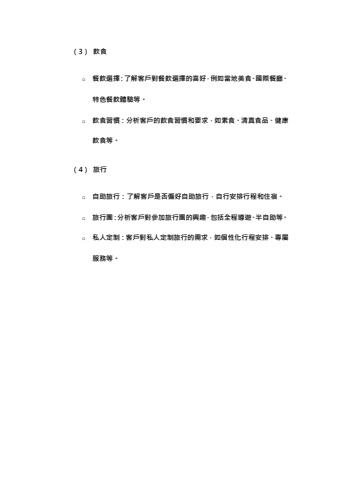 (3) 飲食
o 餐飲選擇：了解客戶對餐飲選擇的喜好，例如當地美食、國際餐廳、
特色餐飲體驗等。
o 飲食習慣：分析客戶的飲食習慣和要求，如素食、清真食品、健康
飲食等。
(4) 旅行
o 自助旅行：了解客戶是否偏好自助旅行，自行安排行程和住宿。
o 旅行團：分析客戶對參加旅行團的興趣，包括全程導遊、半自助等。
o 私人定制：客戶對私人定制旅行的需求，如個性化行程安排、專屬
服務等。